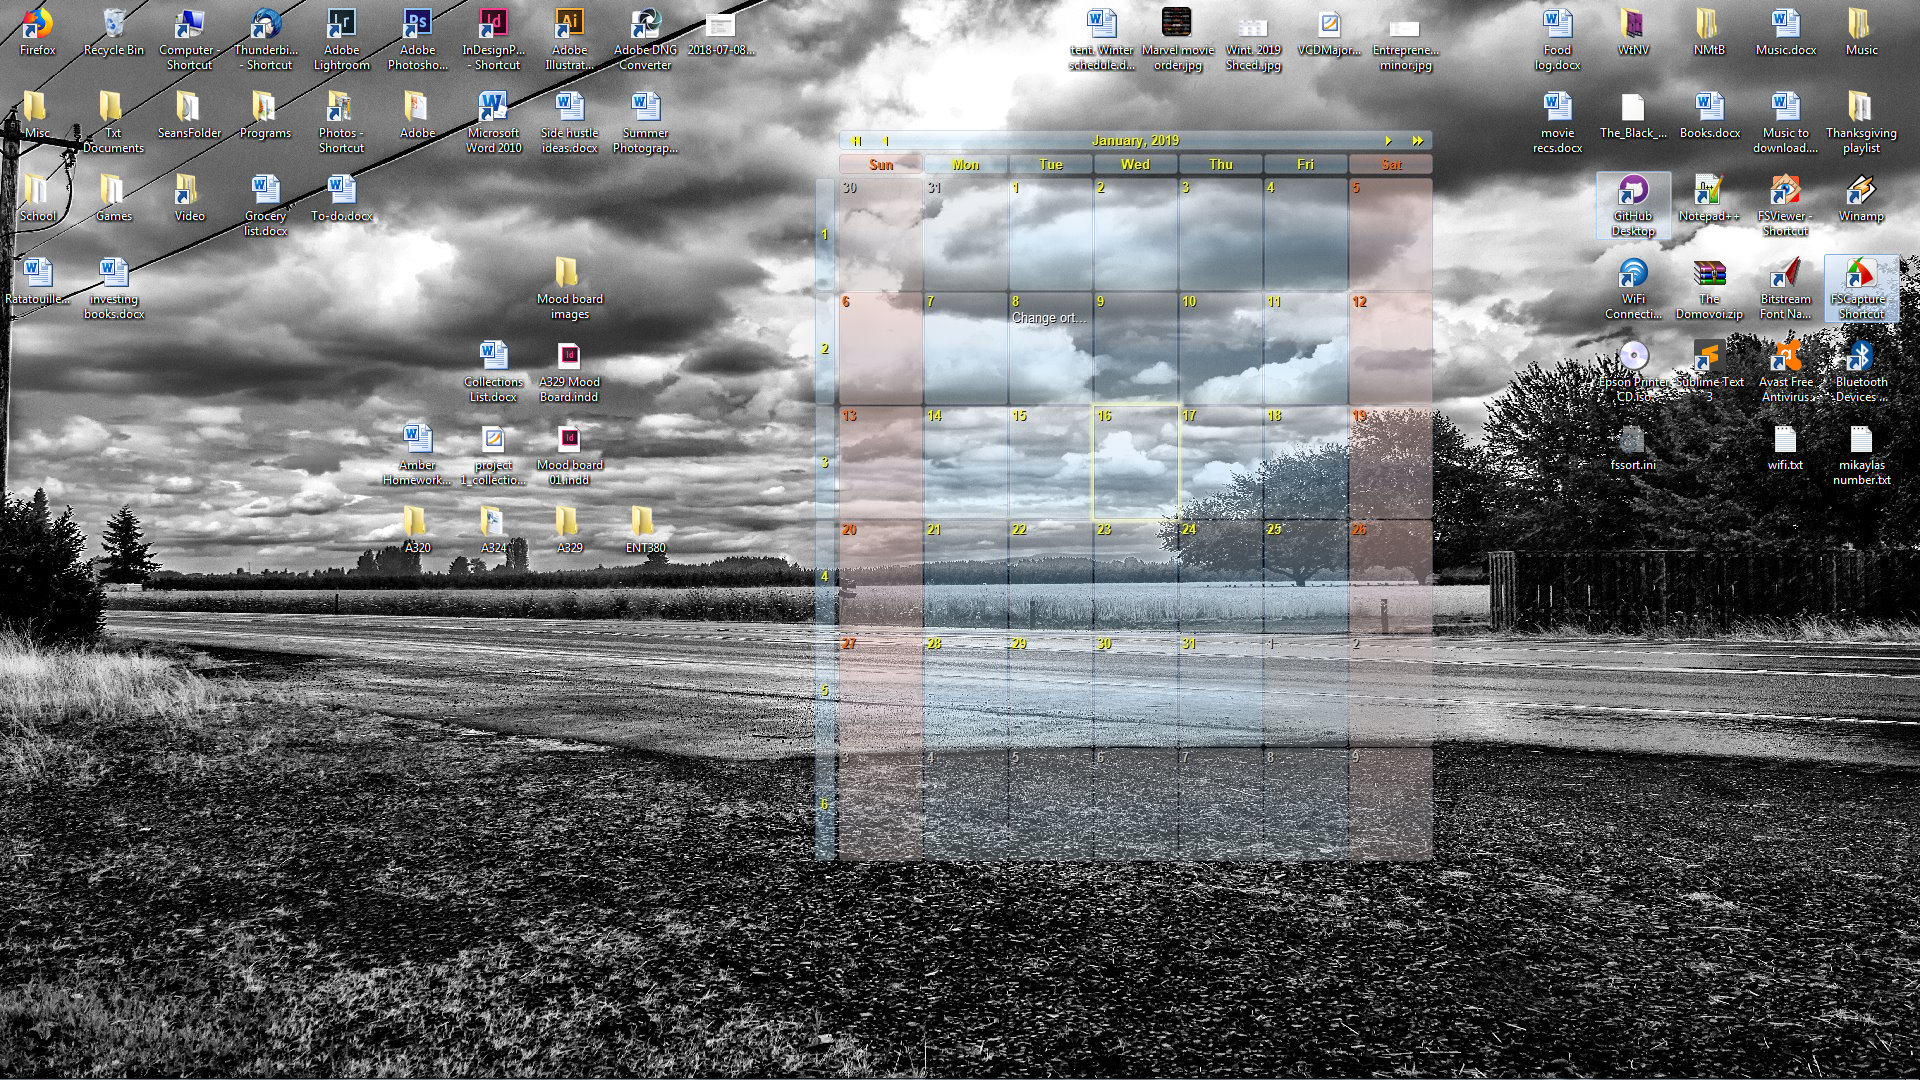 Firefox
Recycle Bin
Computer - Shortcut
Thunderbi... - Shortcut
Adobe Lightroom
Adobe Photosho...
InDesignP... - Shortcut
Adobe Illustrat...
Adobe DNG Converter
2018-07-08...
tent. Winter schedule.d...
Marvel movie order.jpg
Wint. 2019 Shced..jpg
VCDMajor...
Entreprene... minor.jpg
Food log.docx
WtNV
NMtB
Music.docx
Music
Misc
Txt Documents
SeansFolder
Programs
Photos - Shortcut
Adobe
Microsoft Word 2010
Side hustle ideas.docx
Summer Photograp...
movie recs.docx
The_Black_...
Books.docx
Music to download....
Thanksgiving playlist
School
Games
Video
Grocery list.docx
To-do.docx
GitHub Desktop
Notepad++
FSViewer - Shortcut
Winamp
Ratatouille...
investing books.docx
Mood board images
WiFi Connecti...
The Domovoi.zip
Bitstream Font Na...
FSCapture - Shortcut
Collections List.docx
A329 Mood Board.indd
Epson Printer CD.iso
Sublime Text 3
Avast Free Antivirus
Bluetooth Devices ...
Amber Homework...
project 1_collectio...
Mood board 01.indd
fssort.ini
wifi.txt
mikaylas number.txt
A320
A324
A329
ENT380
January, 2019
Sun Mon Tue Wed Thu Fri Sat
30 31 1 2 3 4 5
1
6 7 8 9 10 11 12
Change ort...
2
13 14 15 16 17 18 19
3
20 21 22 23 24 25 26
4
27 28 29 30 31 1 2
5
3 4 5 6 7 8 9
6